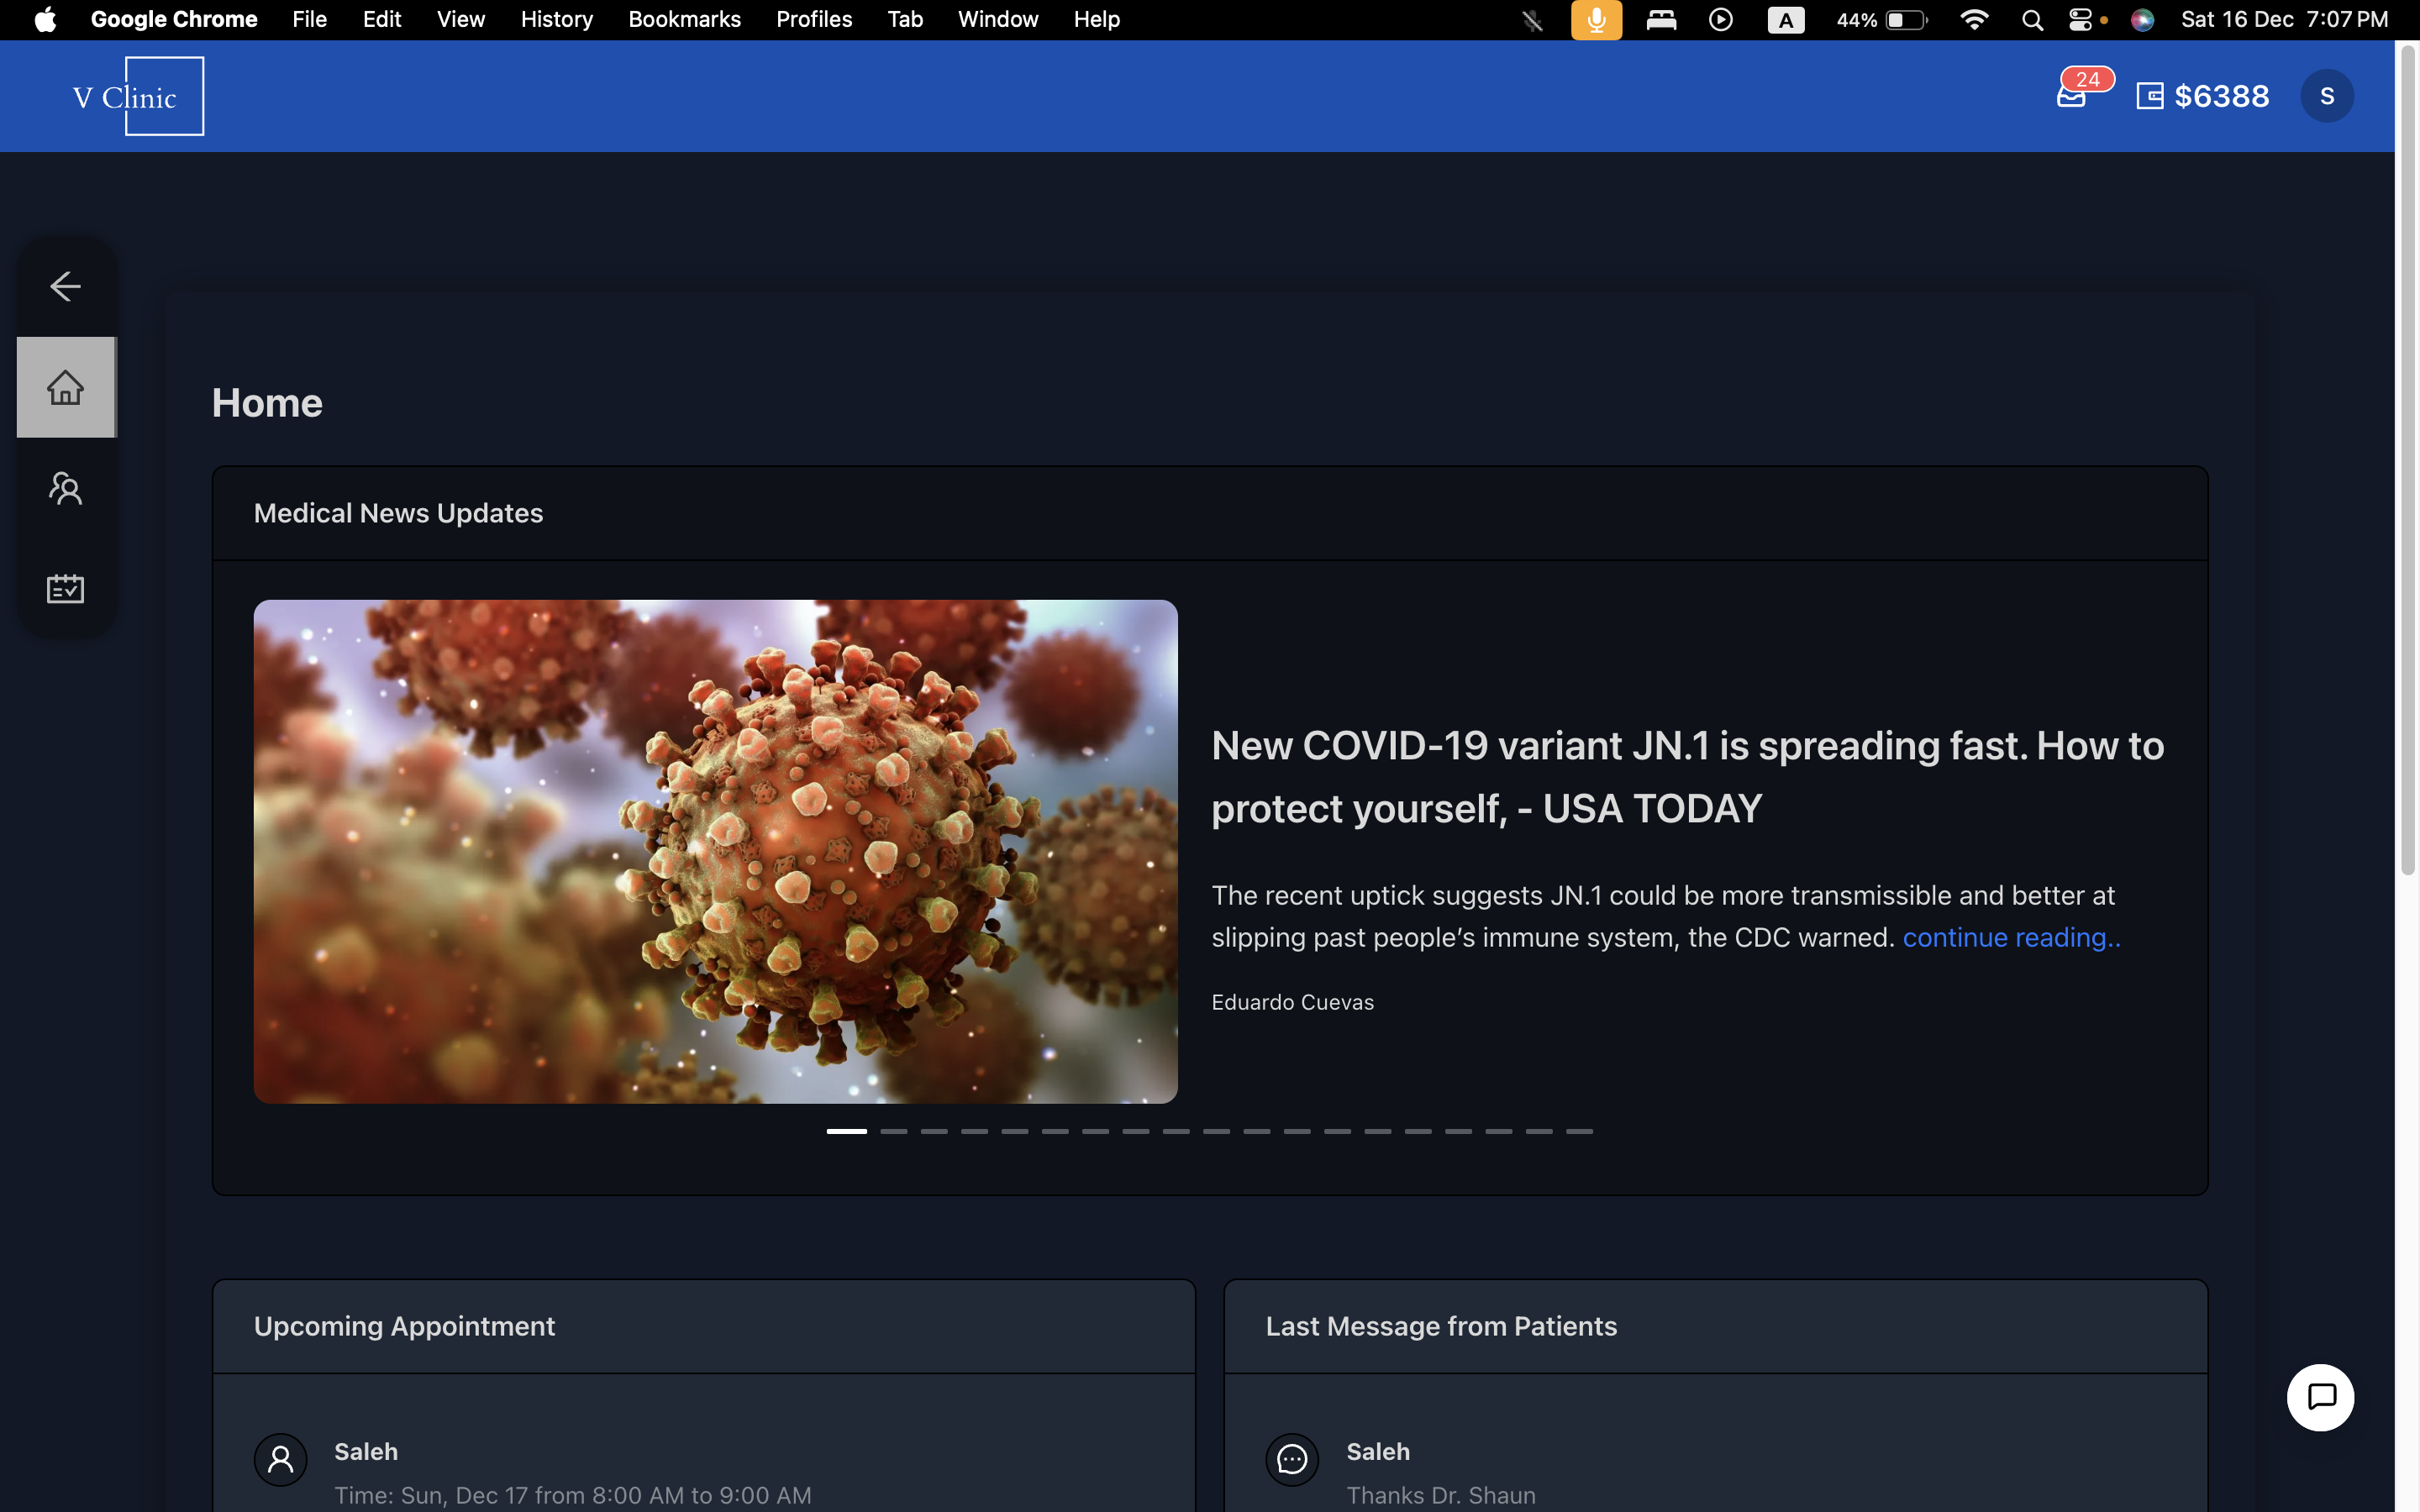 Google Chrome File Edit View History Bookmarks Profiles Tab Window Help A 44% Sat 16 Dec 7:07 PM
V Clinic 24 $6388 S
Home
Medical News Updates
New COVID-19 variant JN.1 is spreading fast. How to
protect yourself, - USA TODAY
The recent uptick suggests JN.1 could be more transmissible and better at
slipping past people’s immune system, the CDC warned. continue reading..
Eduardo Cuevas
Upcoming Appointment
Saleh
Time: Sun, Dec 17 from 8:00 AM to 9:00 AM
Last Message from Patients
Saleh
Thanks Dr. Shaun